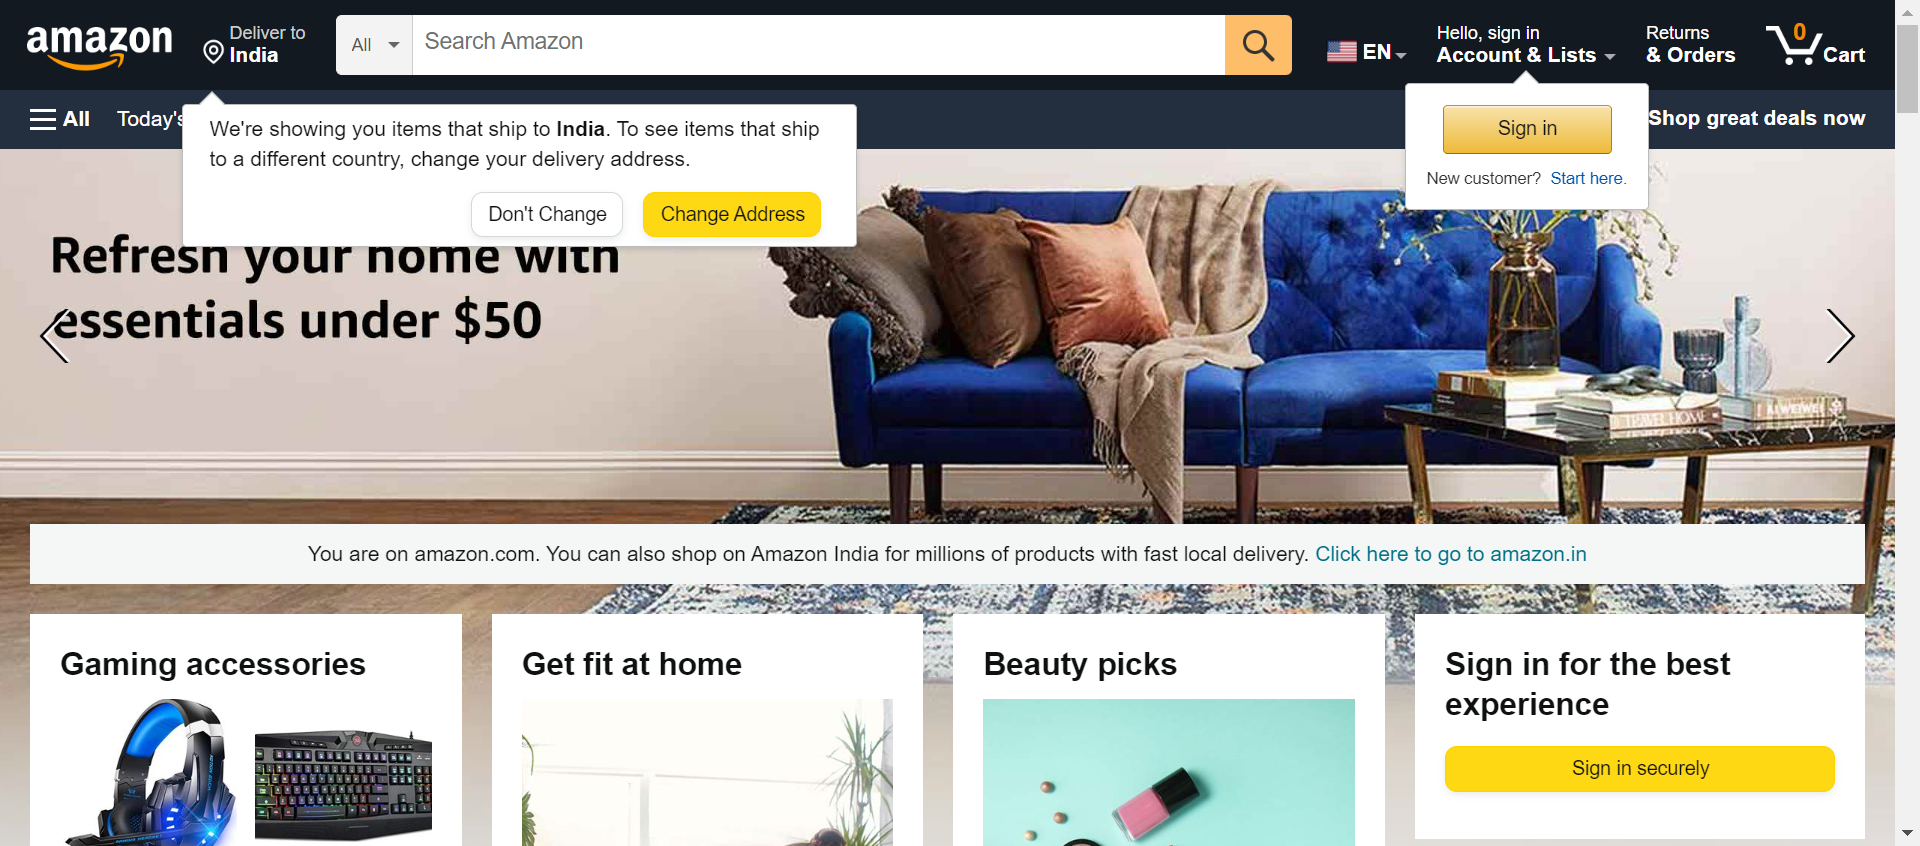 amazon
Deliver to
India
All
Search Amazon
EN
Hello, sign in
Account & Lists
Returns
& Orders
0
Cart
All
Today's
Shop great deals now
We're showing you items that ship to India. To see items that ship
to a different country, change your delivery address.
Don't Change
Change Address
Sign in
New customer? Start here.
Refresh your home with
essentials under $50
TRAVEL HOME
AI WEIWEI
You are on amazon.com. You can also shop on Amazon India for millions of products with fast local delivery. Click here to go to amazon.in
Gaming accessories
Get fit at home
Beauty picks
Sign in for the best
experience
Sign in securely